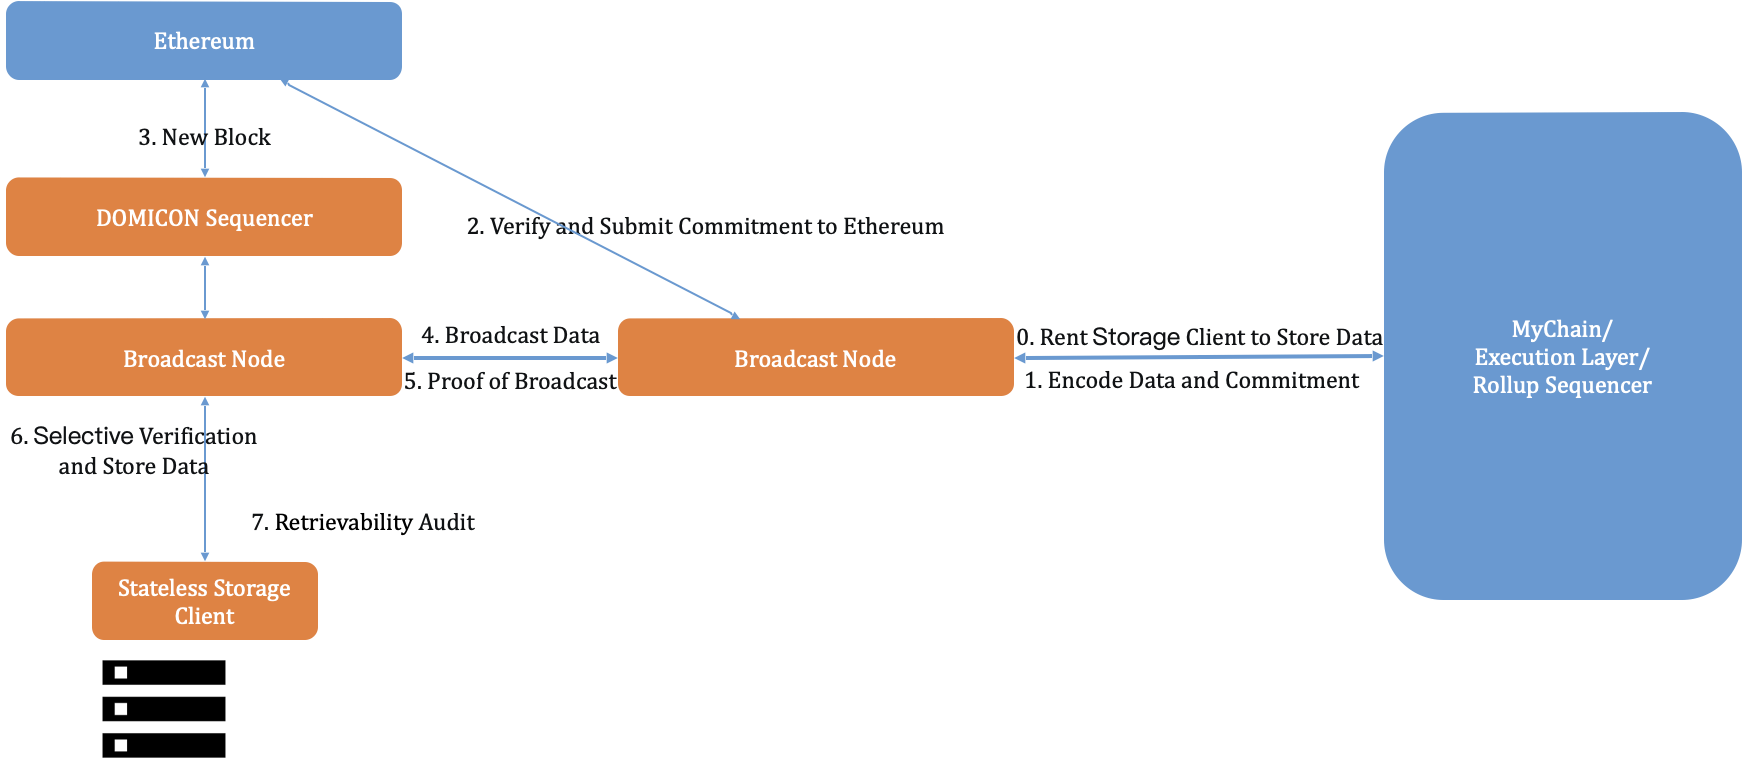 Ethereum
3. New Block
DOMICON Sequencer
2. Verify and Submit Commitment to Ethereum
Broadcast Node
4. Broadcast Data
5. Proof of Broadcast
Broadcast Node
0. Rent Storage Client to Store Data
1. Encode Data and Commitment
MyChain/
Execution Layer/
Rollup Sequencer
6. Selective Verification
and Store Data
7. Retrievability Audit
Stateless Storage
Client